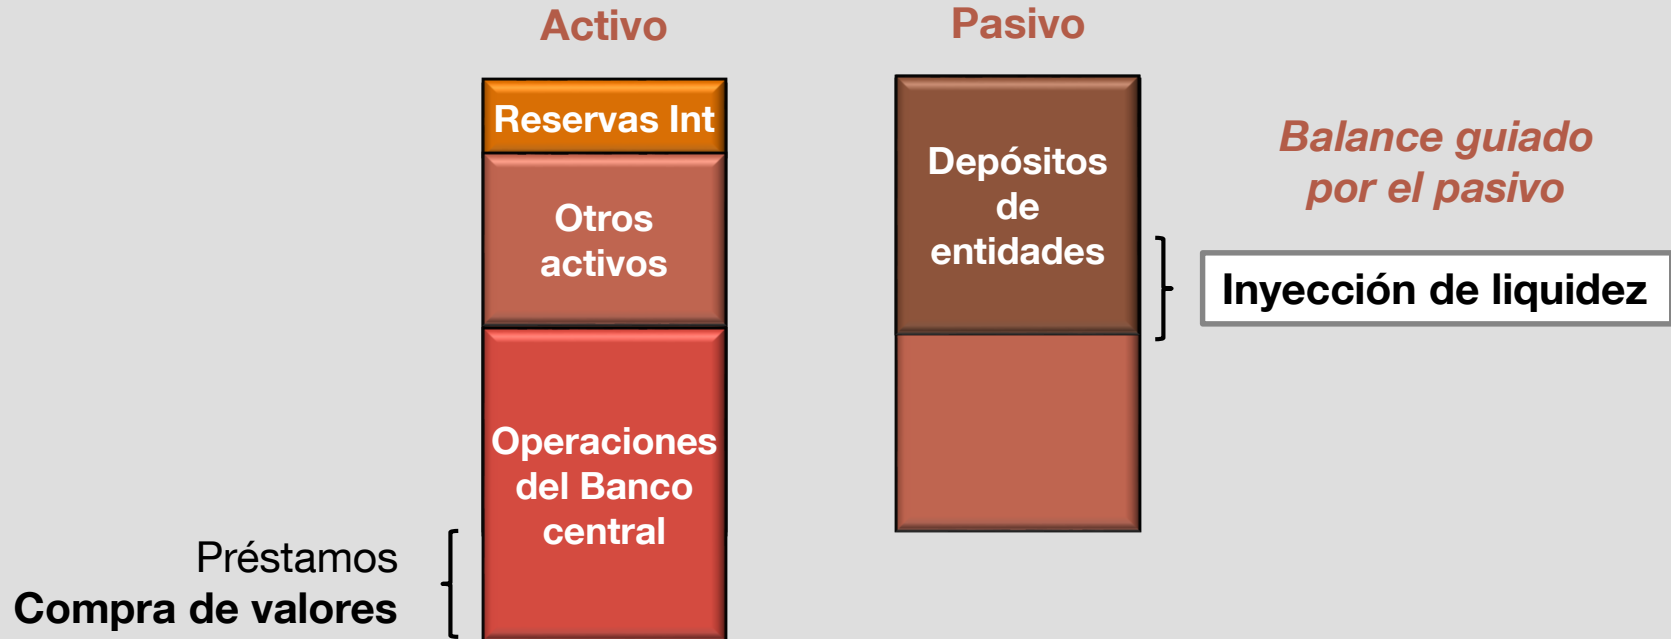 Activo
Pasivo
Reservas Int
Otros
activos
Operaciones
del Banco
central
Préstamos
Compra de valores
Depósitos
de
entidades
Balance guiado
por el pasivo
Inyección de liquidez